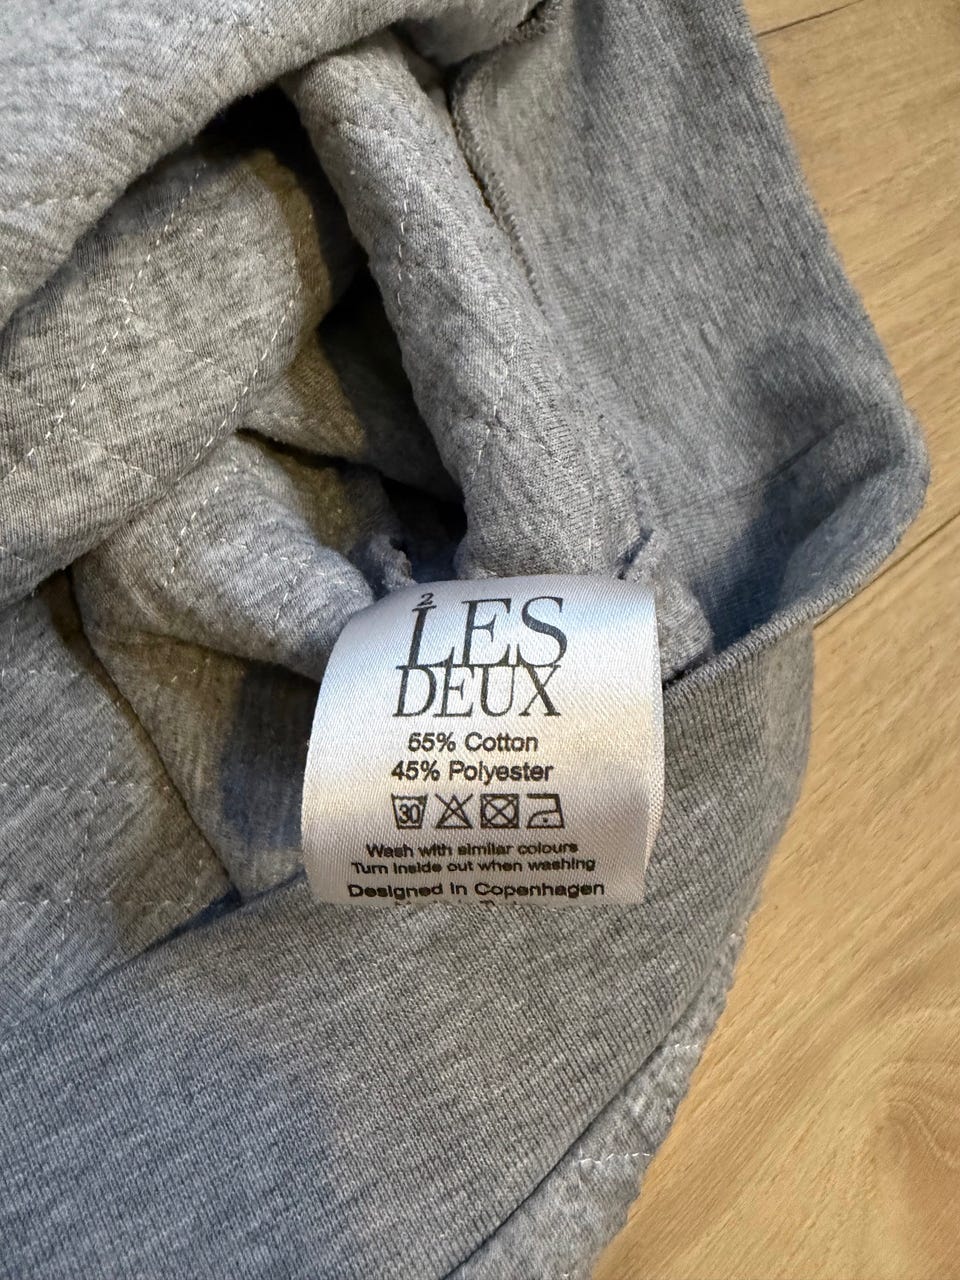 2
LES
DEUX
55% Cotton
45% Polyester
30
Wash with similar colours
Turn inside out when washing
Designed in Copenhagen